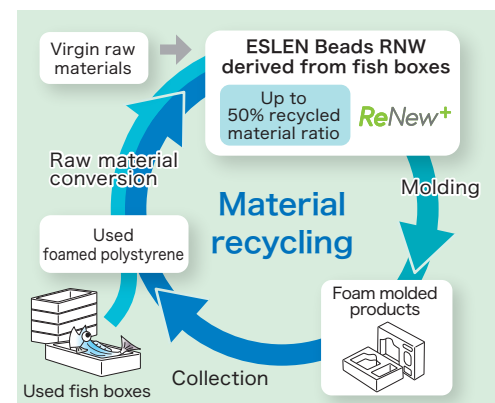 Virgin raw
materials
ESLEN Beads RNW
derived from fish boxes
Up to
50% recycled
material ratio
ReNew+
Raw material
conversion
Molding
Material
recycling
Used
foamed polystyrene
Foam molded
products
Collection
Used fish boxes